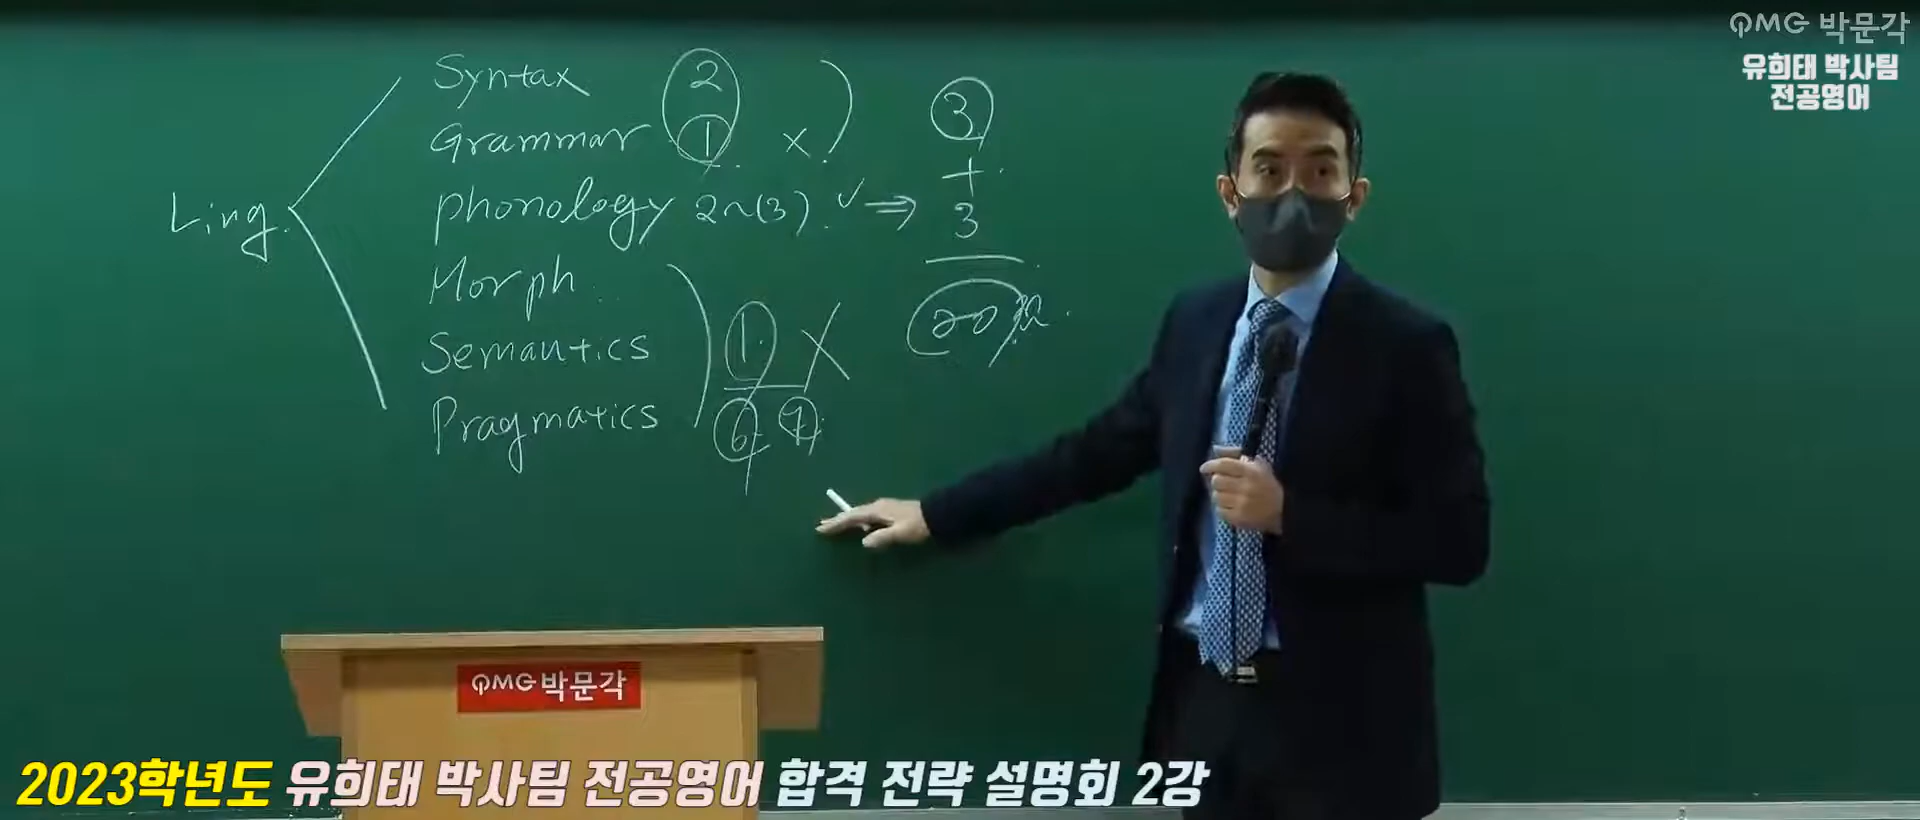 PMG 박문각
유희태 박사팀
전공영어
Syntax 2
Grammar 1 x
Ling. phonology 2~(3). ✓ ⇒
3
+
3
20
Morph
Semantics 1
Pragmatics 6
PMG 박문각
2023학년도 유희태 박사팀 전공영어 합격 전략 설명회 2강